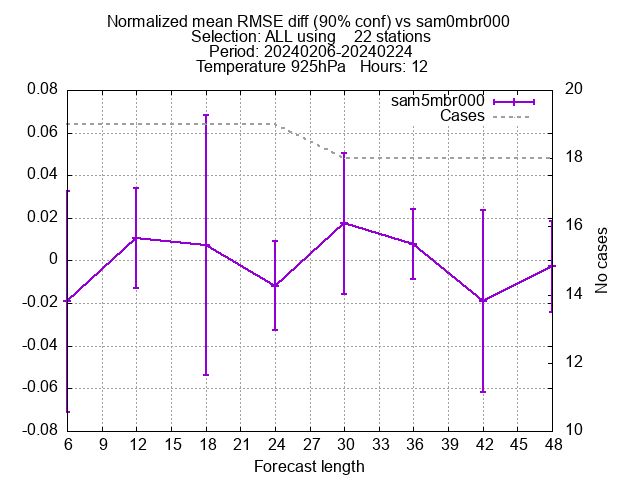 Normalized mean RMSE diff (90% conf) vs sam0mbr000
Selection: ALL using    22 stations
Period: 20240206-20240224
Temperature 925hPa   Hours: 12
sam5mbr000
Cases
0.08
0.06
0.04
0.02
0
-0.02
-0.04
-0.06
-0.08
20
18
16
14
12
10
No cases
6 9 12 15 18 21 24 27 30 33 36 39 42 45 48
Forecast length